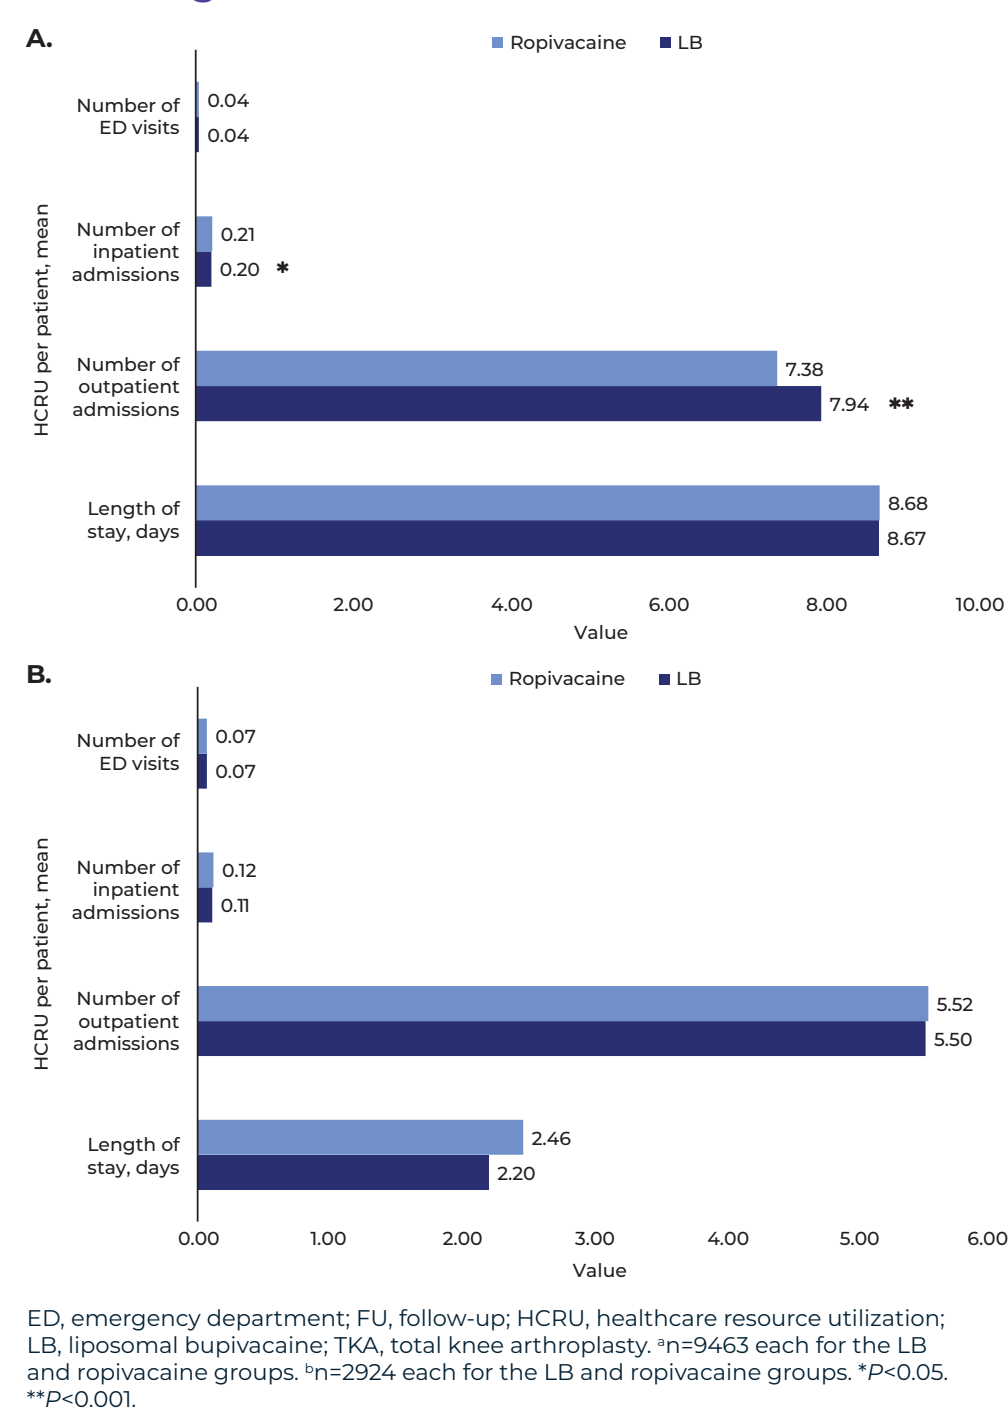 A.
Ropivacaine LB
Number of
ED visits
0.04
0.04
Number of
inpatient
admissions
0.21
0.20 *
Number of
outpatient
admissions
7.38
7.94 **
Length of
stay, days
8.68
8.67
HCRU per patient, mean
0.00 2.00 4.00 6.00 8.00 10.00
Value
B.
Ropivacaine LB
Number of
ED visits
0.07
0.07
Number of
inpatient
admissions
0.12
0.11
Number of
outpatient
admissions
5.52
5.50
Length of
stay, days
2.46
2.20
HCRU per patient, mean
0.00 1.00 2.00 3.00 4.00 5.00 6.00
Value
ED, emergency department; FU, follow-up; HCRU, healthcare resource utilization;
LB, liposomal bupivacaine; TKA, total knee arthroplasty. ᵃn=9463 each for the LB
and ropivacaine groups. ᵇn=2924 each for the LB and ropivacaine groups. *P<0.05.
**P<0.001.